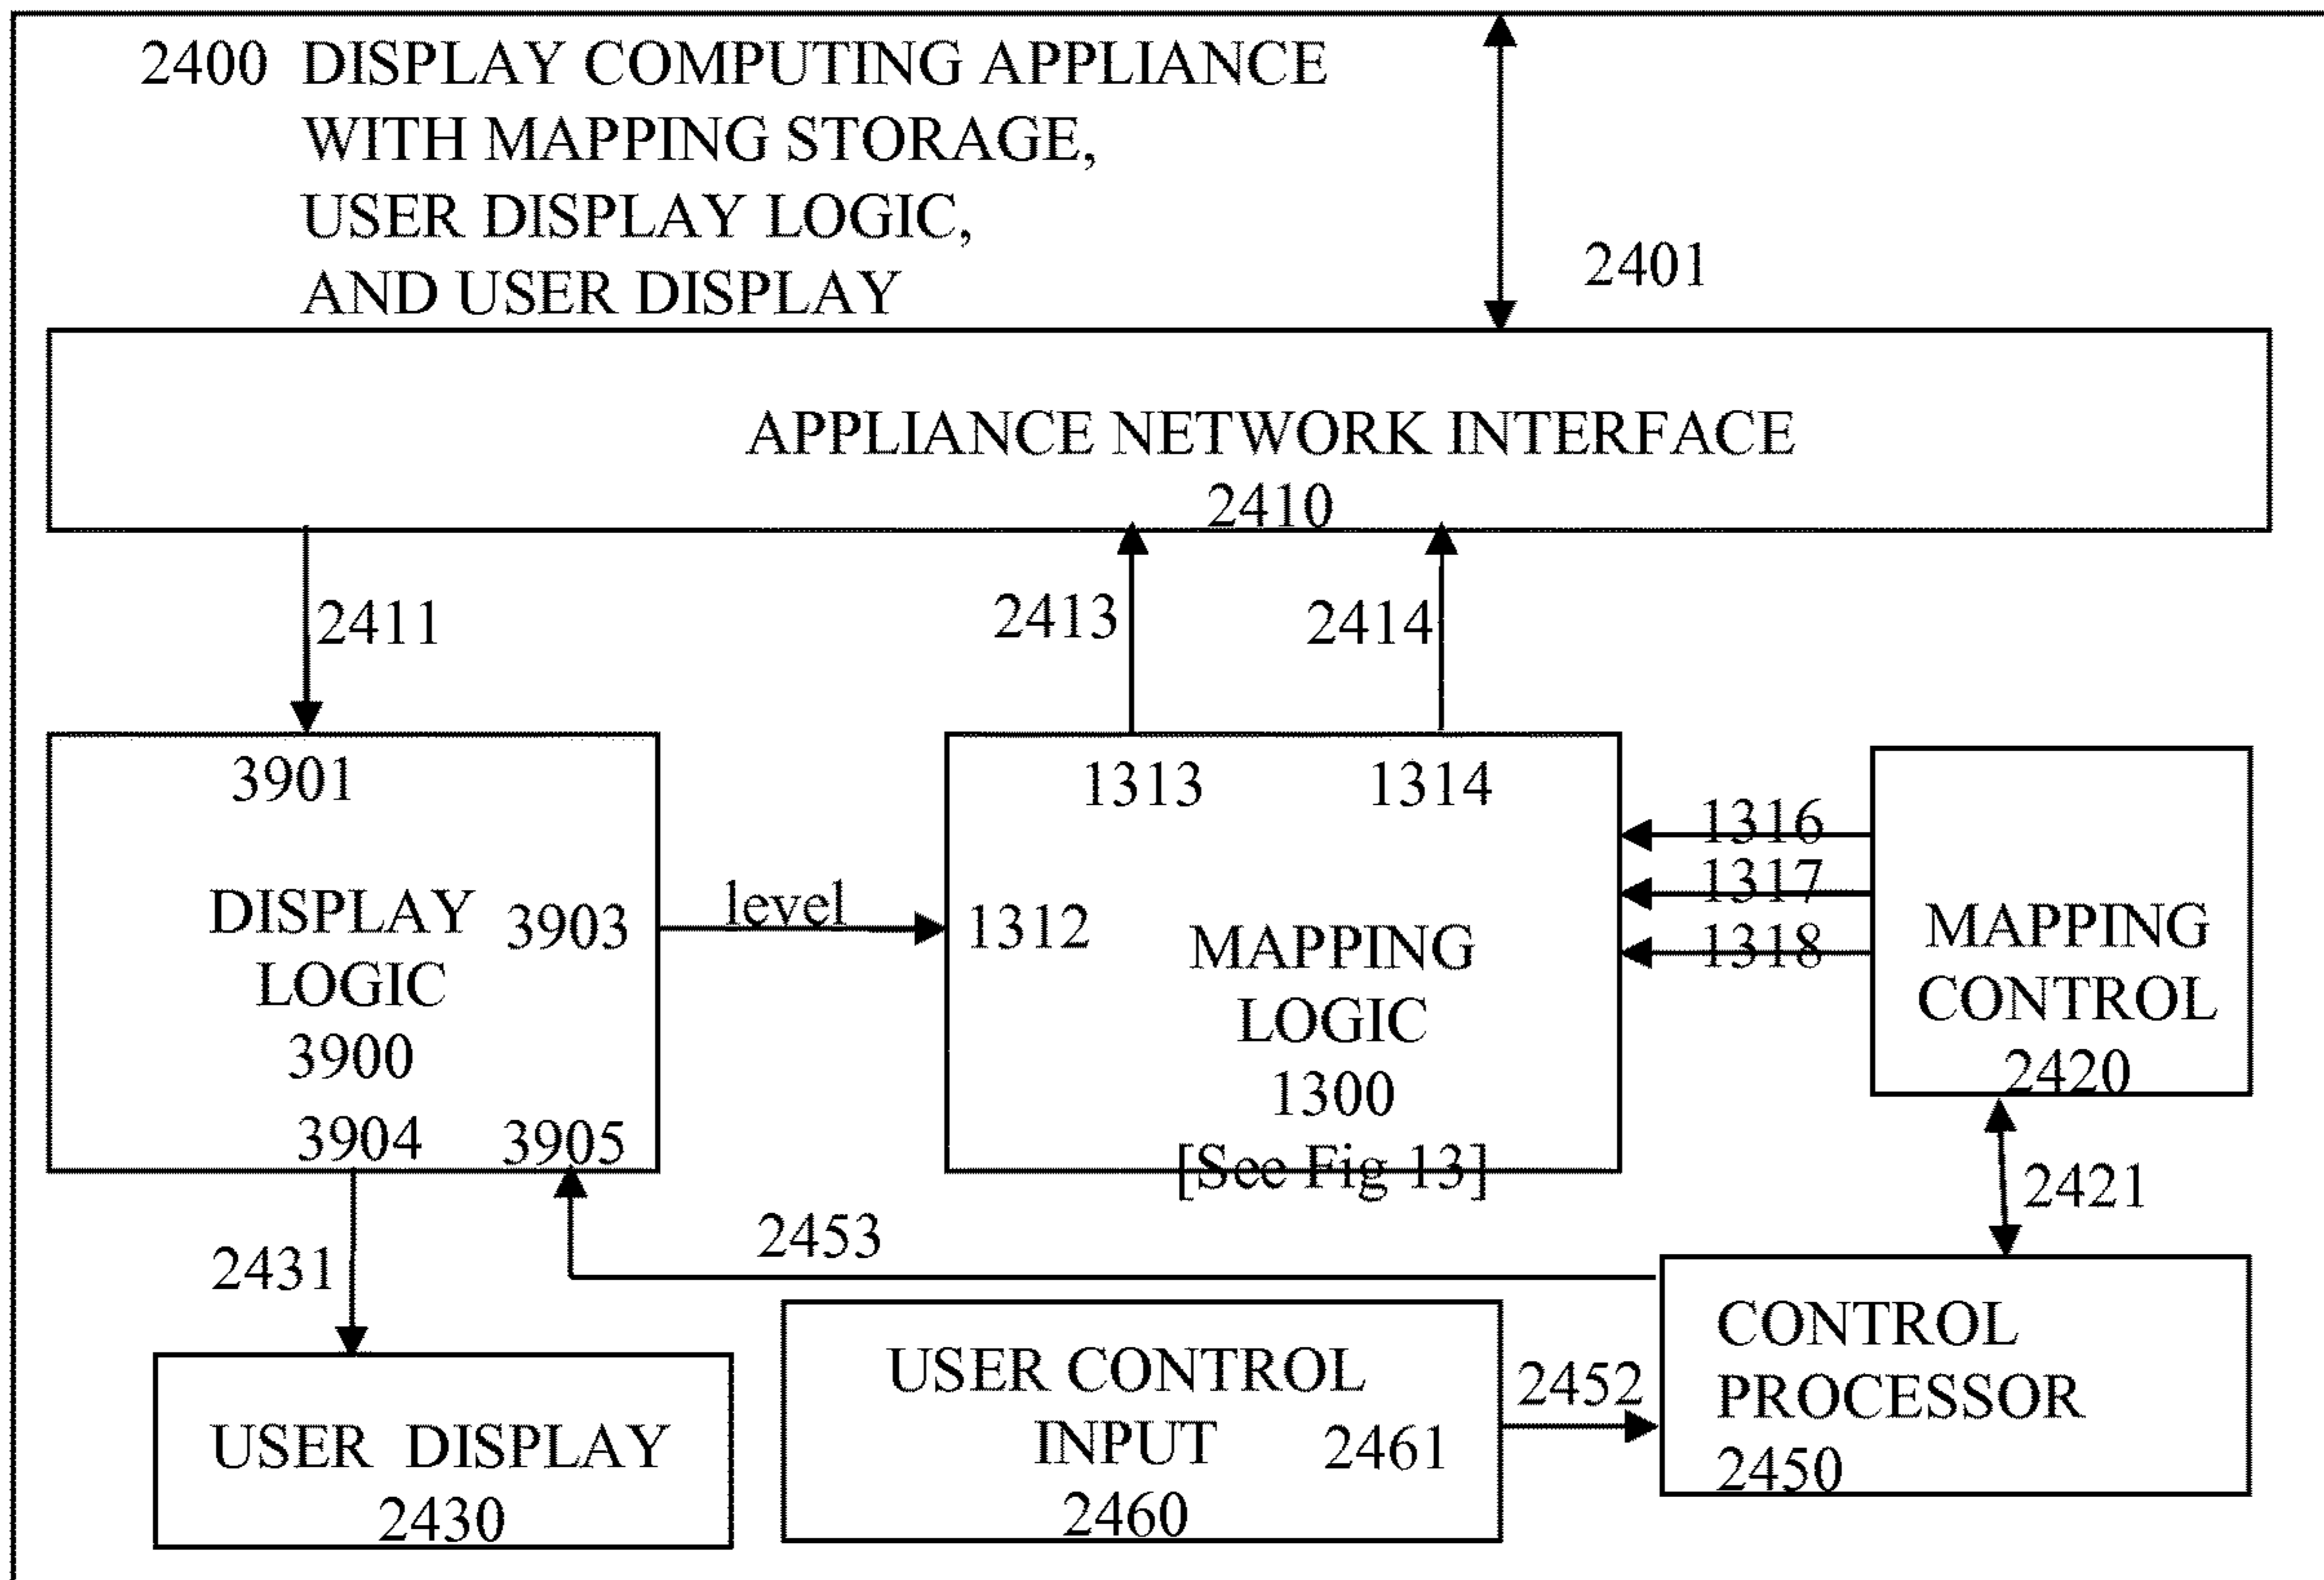 2400 DISPLAY COMPUTING APPLIANCE
WITH MAPPING STORAGE,
USER DISPLAY LOGIC,
AND USER DISPLAY
2401
APPLIANCE NETWORK INTERFACE
2410
2411
2413
2414
3901
DISPLAY
LOGIC
3900
3903
3904
3905
level
1313
1314
1312
MAPPING
LOGIC
1300
[See Fig 13]
1316
1317
1318
MAPPING
CONTROL
2420
2421
2431
2453
USER DISPLAY
2430
USER CONTROL
INPUT
2461
2460
2452
CONTROL
PROCESSOR
2450